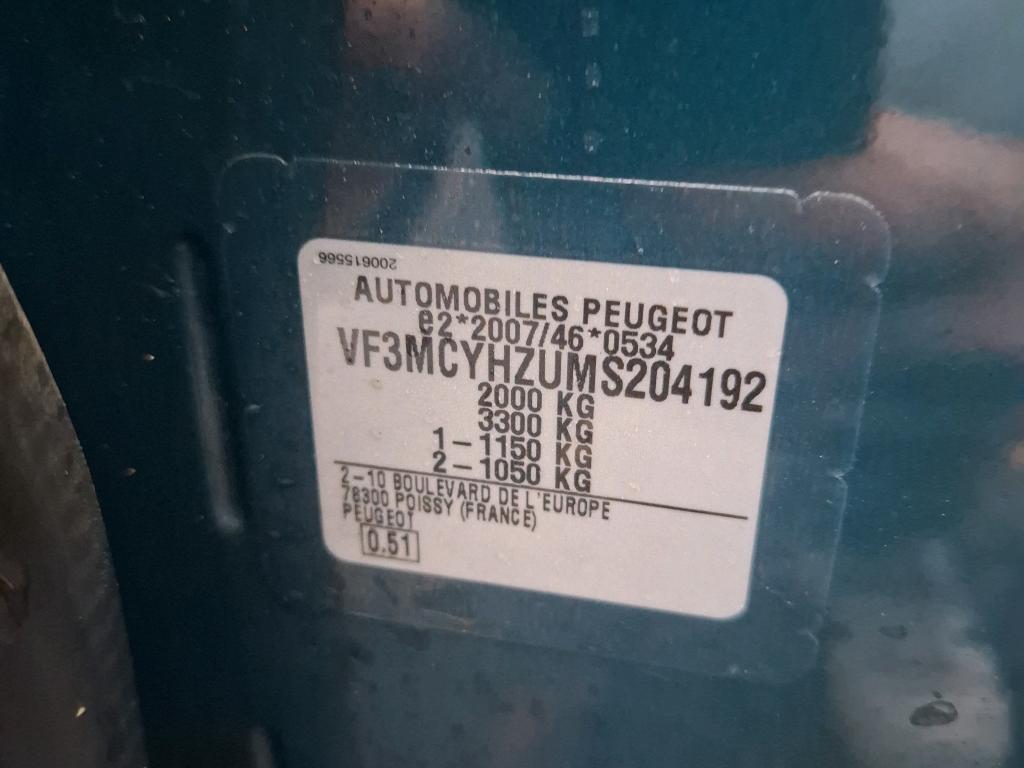 200615566
AUTOMOBILES PEUGEOT
e2*2007/46*0534
VF3MCYHZUMS204192
2000 KG
3300 KG
1-1150 KG
2-1050 KG
2-10 BOULEVARD DE L'EUROPE
78300 POISSY (FRANCE)
PEUGEOT
0.51